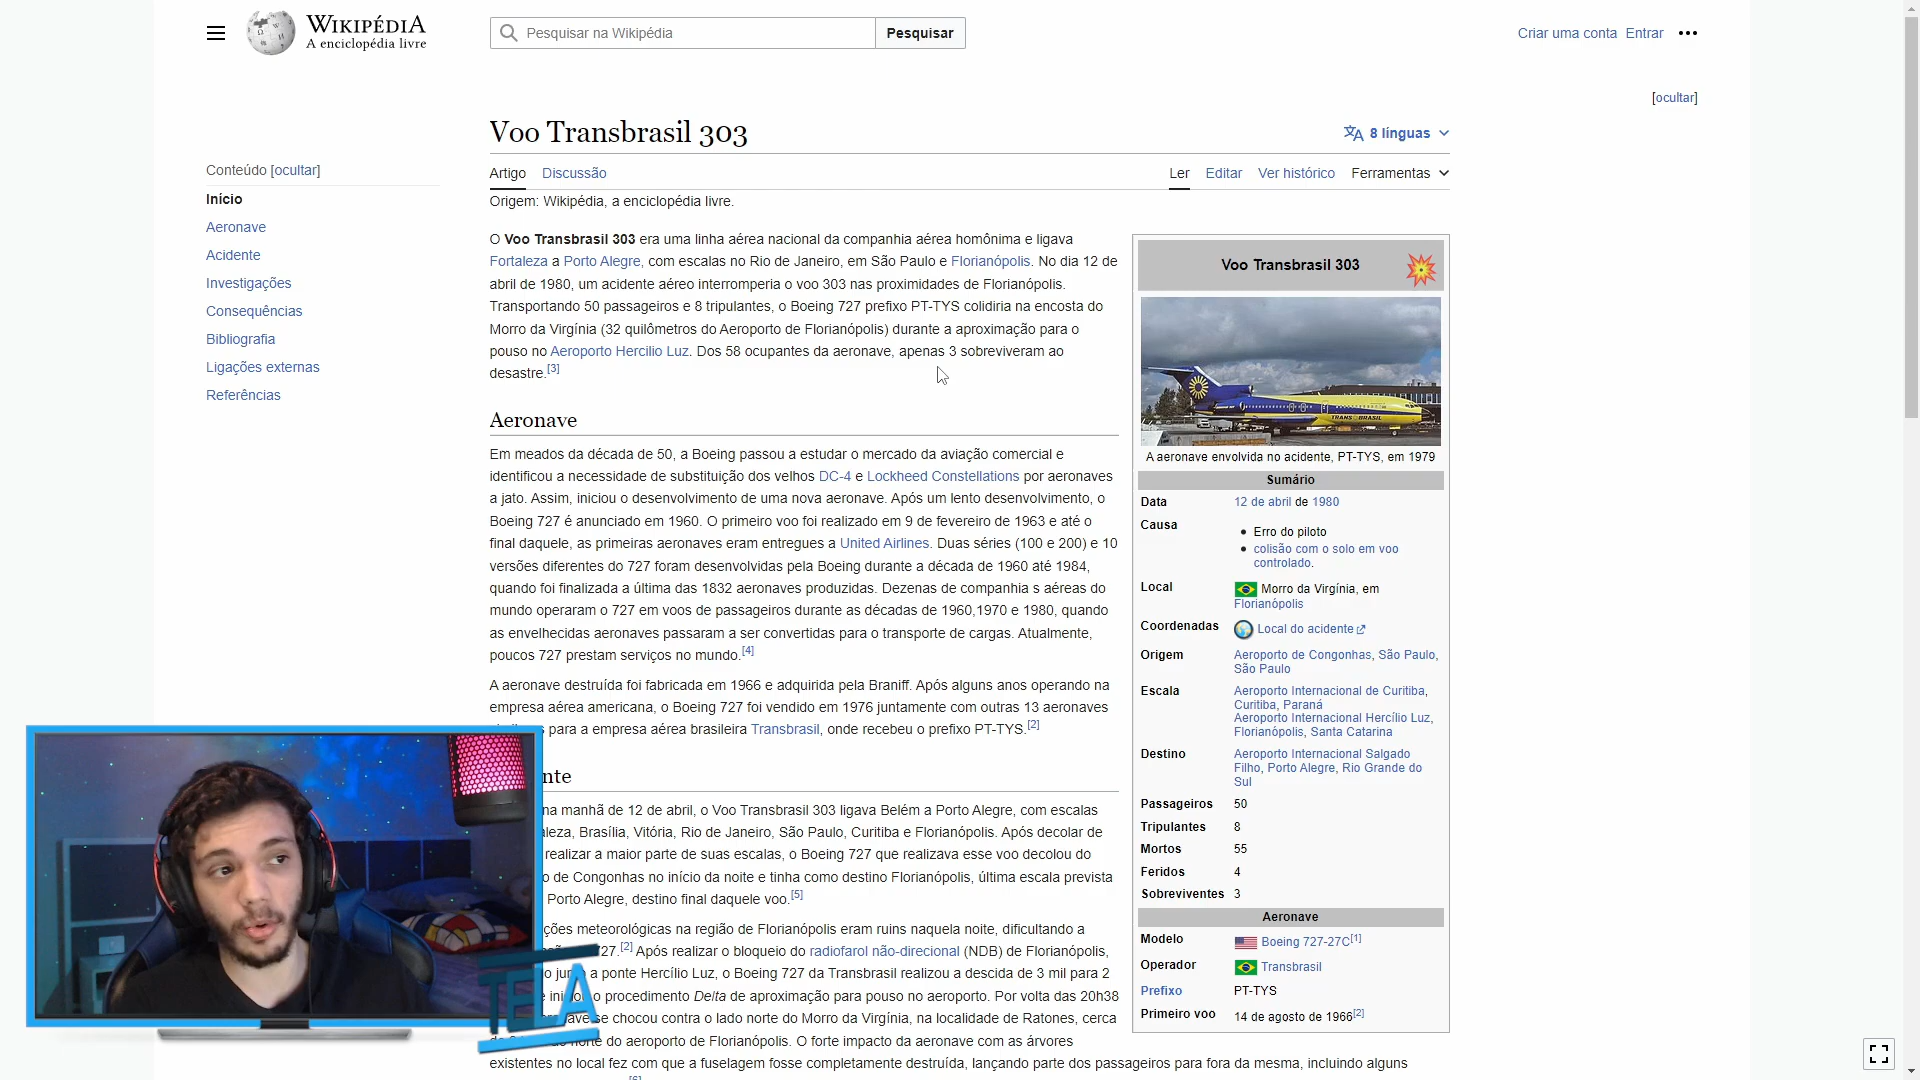 WIKIPÉDIA
A enciclopédia livre
Pesquisar na Wikipédia
Pesquisar
Criar uma conta Entrar
[ocultar]
Voo Transbrasil 303
8 línguas
Artigo Discussão
Ler Editar Ver histórico Ferramentas
Origem: Wikipédia, a enciclopédia livre.
Conteúdo [ocultar]
Início
Aeronave
Acidente
Investigações
Consequências
Bibliografia
Ligações externas
Referências
O Voo Transbrasil 303 era uma linha aérea nacional da companhia aérea homônima e ligava
Fortaleza a Porto Alegre, com escalas no Rio de Janeiro, em São Paulo e Florianópolis. No dia 12 de
abril de 1980, um acidente aéreo interromperia o voo 303 nas proximidades de Florianópolis.
Transportando 50 passageiros e 8 tripulantes, o Boeing 727 prefixo PT-TYS colidiria na encosta do
Morro da Virgínia (32 quilômetros do Aeroporto de Florianópolis) durante a aproximação para o
pouso no Aeroporto Hercilio Luz. Dos 58 ocupantes da aeronave, apenas 3 sobreviveram ao
desastre.[3]
Aeronave
Em meados da década de 50, a Boeing passou a estudar o mercado da aviação comercial e
identificou a necessidade de substituição dos velhos DC-4 e Lockheed Constellations por aeronaves
a jato. Assim, iniciou o desenvolvimento de uma nova aeronave. Após um lento desenvolvimento, o
Boeing 727 é anunciado em 1960. O primeiro voo foi realizado em 9 de fevereiro de 1963 e até o
final daquele, as primeiras aeronaves eram entregues a United Airlines. Duas séries (100 e 200) e 10
versões diferentes do 727 foram desenvolvidas pela Boeing durante a década de 1960 até 1984,
quando foi finalizada a última das 1832 aeronaves produzidas. Dezenas de companhia s aéreas do
mundo operaram o 727 em voos de passageiros durante as décadas de 1960,1970 e 1980, quando
as envelhecidas aeronaves passaram a ser convertidas para o transporte de cargas. Atualmente,
poucos 727 prestam serviços no mundo.[4]
A aeronave destruída foi fabricada em 1966 e adquirida pela Braniff. Após alguns anos operando na
empresa aérea americana, o Boeing 727 foi vendido em 1976 juntamente com outras 13 aeronaves
para a empresa aérea brasileira Transbrasil, onde recebeu o prefixo PT-TYS.[2]
nte
na manhã de 12 de abril, o Voo Transbrasil 303 ligava Belém a Porto Alegre, com escalas
leza, Brasília, Vitória, Rio de Janeiro, São Paulo, Curitiba e Florianópolis. Após decolar de
realizar a maior parte de suas escalas, o Boeing 727 que realizava esse voo decolou do
o de Congonhas no início da noite e tinha como destino Florianópolis, última escala prevista
Porto Alegre, destino final daquele voo.[5]
ções meteorológicas na região de Florianópolis eram ruins naquela noite, dificultando a
27.[2] Após realizar o bloqueio do radiofarol não-direcional (NDB) de Florianópolis,
a ponte Hercílio Luz, o Boeing 727 da Transbrasil realizou a descida de 3 mil para 2
o procedimento Delta de aproximação para pouso no aeroporto. Por volta das 20h38
se chocou contra o lado norte do Morro da Virgínia, na localidade de Ratones, cerca
norte do aeroporto de Florianópolis. O forte impacto da aeronave com as árvores
existentes no local fez com que a fuselagem fosse completamente destruída, lançando parte dos passageiros para fora da mesma, incluindo alguns
[6]
Voo Transbrasil 303
TRANSBRASIL
A aeronave envolvida no acidente, PT-TYS, em 1979
Sumário
Data 12 de abril de 1980
Causa
• Erro do piloto
• colisão com o solo em voo
controlado.
Local Morro da Virgínia, em
Florianópolis
Coordenadas Local do acidente
Origem Aeroporto de Congonhas, São Paulo,
São Paulo
Escala Aeroporto Internacional de Curitiba,
Curitiba, Paraná
Aeroporto Internacional Hercílio Luz,
Florianópolis, Santa Catarina
Destino Aeroporto Internacional Salgado
Filho, Porto Alegre, Rio Grande do
Sul
Passageiros 50
Tripulantes 8
Mortos 55
Feridos 4
Sobreviventes 3
Aeronave
Modelo Boeing 727-27C[1]
Operador Transbrasil
Prefixo PT-TYS
Primeiro voo 14 de agosto de 1966[2]
TELA